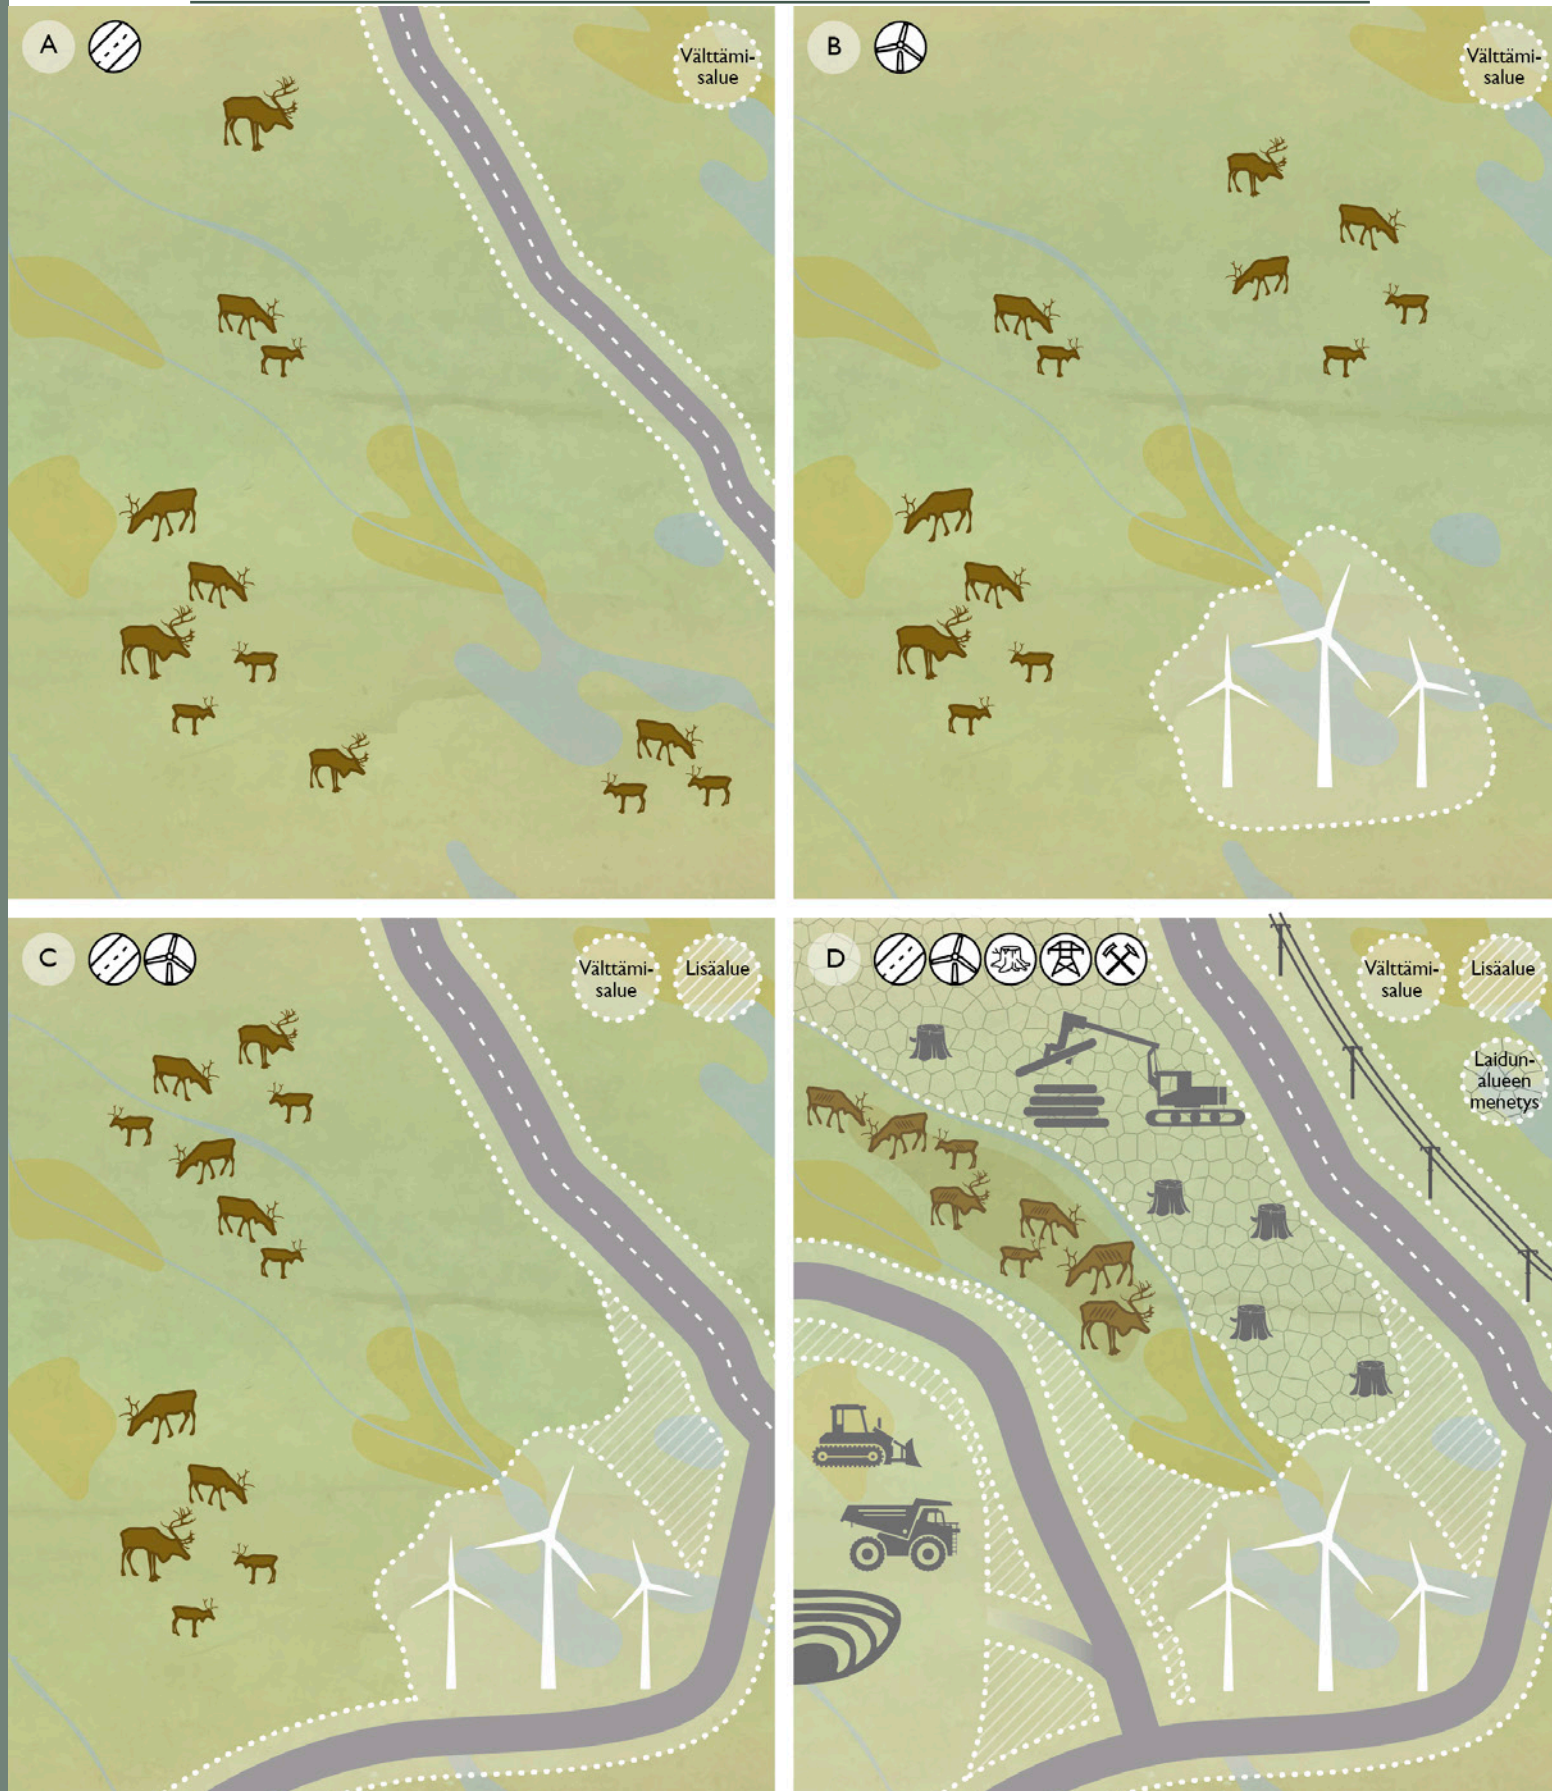 A
Välttämi-
salue
B
Välttämi-
salue
C
Välttämi-
salue
Lisäalue
D
Välttämi-
salue
Lisäalue
Laidun-
alueen
menetys